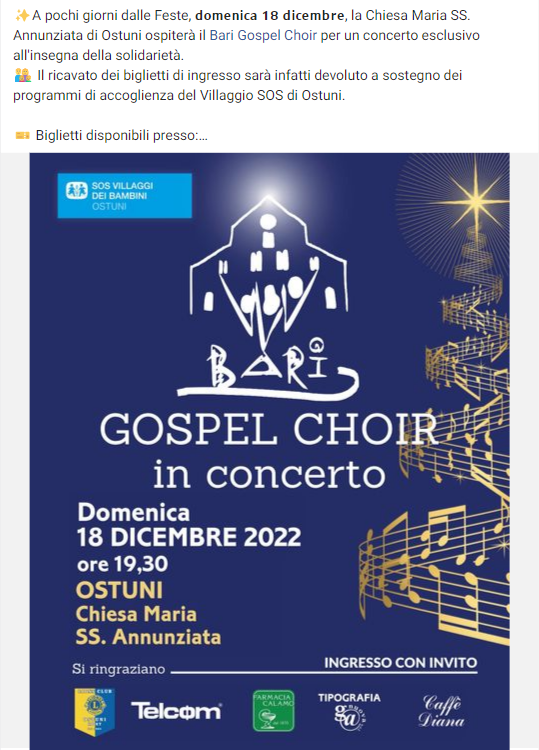 ✨A pochi giorni dalle Feste, domenica 18 dicembre, la Chiesa Maria SS.
Annunziata di Ostuni ospiterà il Bari Gospel Choir per un concerto esclusivo
all'insegna della solidarietà.
Il ricavato dei biglietti di ingresso sarà infatti devoluto a sostegno dei
programmi di accoglienza del Villaggio SOS di Ostuni.
Biglietti disponibili presso:...
SOS VILLAGGI
DEI BAMBINI
OSTUNI
BARI
GOSPEL CHOIR
in concerto
Domenica
18 DICEMBRE 2022
ore 19,30
OSTUNI
Chiesa Maria
SS. Annunziata
Si ringraziano
INGRESSO CON INVITO
Telcom
FARMACIA
CALAMO
TIPOGRAFIA
Caffè
Diana